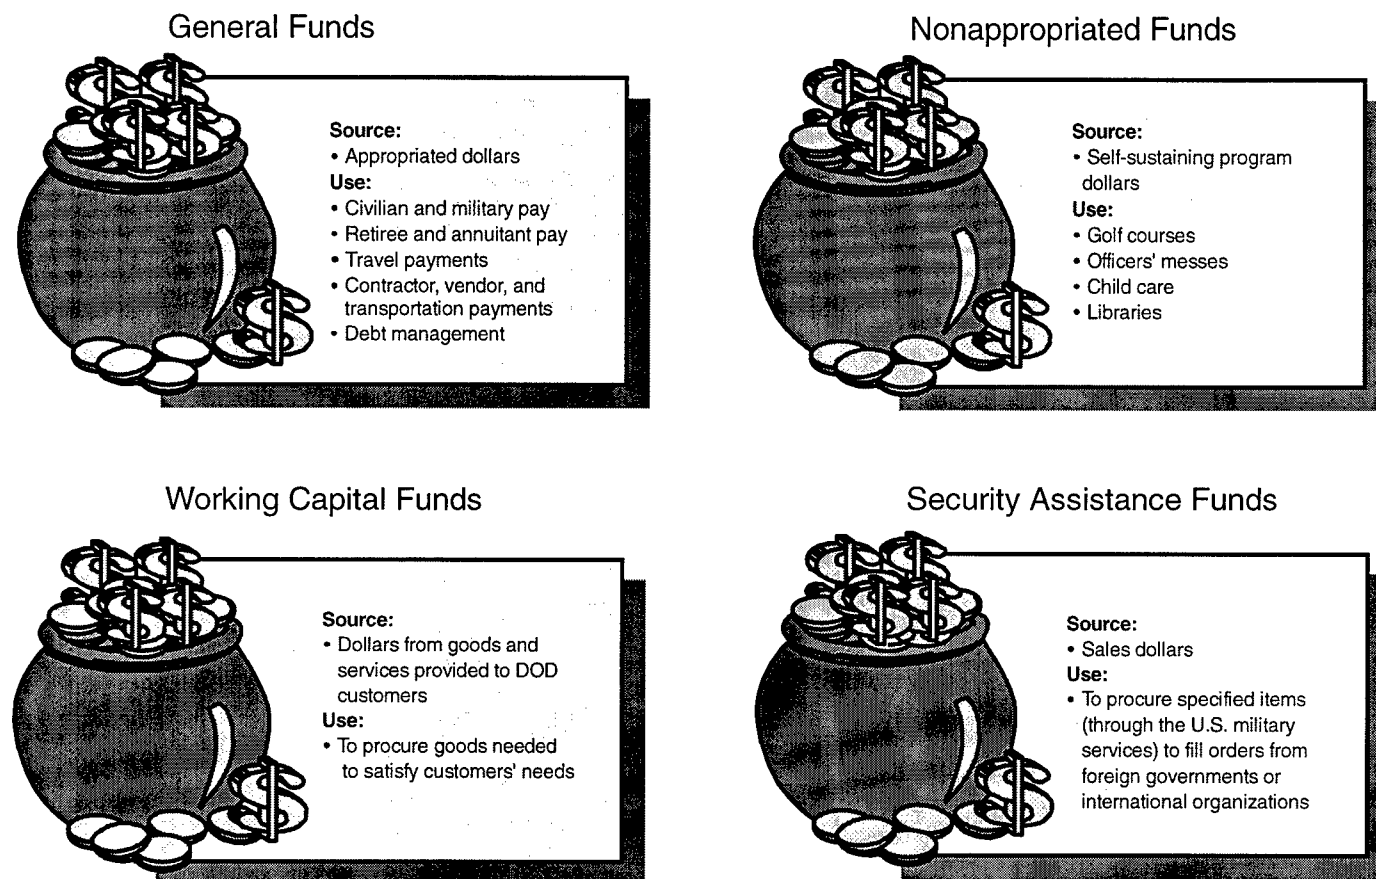 General Funds
Source:
• Appropriated dollars
Use:
• Civilian and military pay
• Retiree and annuitant pay
• Travel payments
• Contractor, vendor, and
transportation payments
• Debt management
Nonappropriated Funds
Source:
• Self-sustaining program
dollars
Use:
• Golf courses
• Officers' messes
• Child care
• Libraries
Working Capital Funds
Source:
• Dollars from goods and
services provided to DOD
customers
Use:
• To procure goods needed
to satisfy customers' needs
Security Assistance Funds
Source:
• Sales dollars
Use:
• To procure specified items
(through the U.S. military
services) to fill orders from
foreign governments or
international organizations